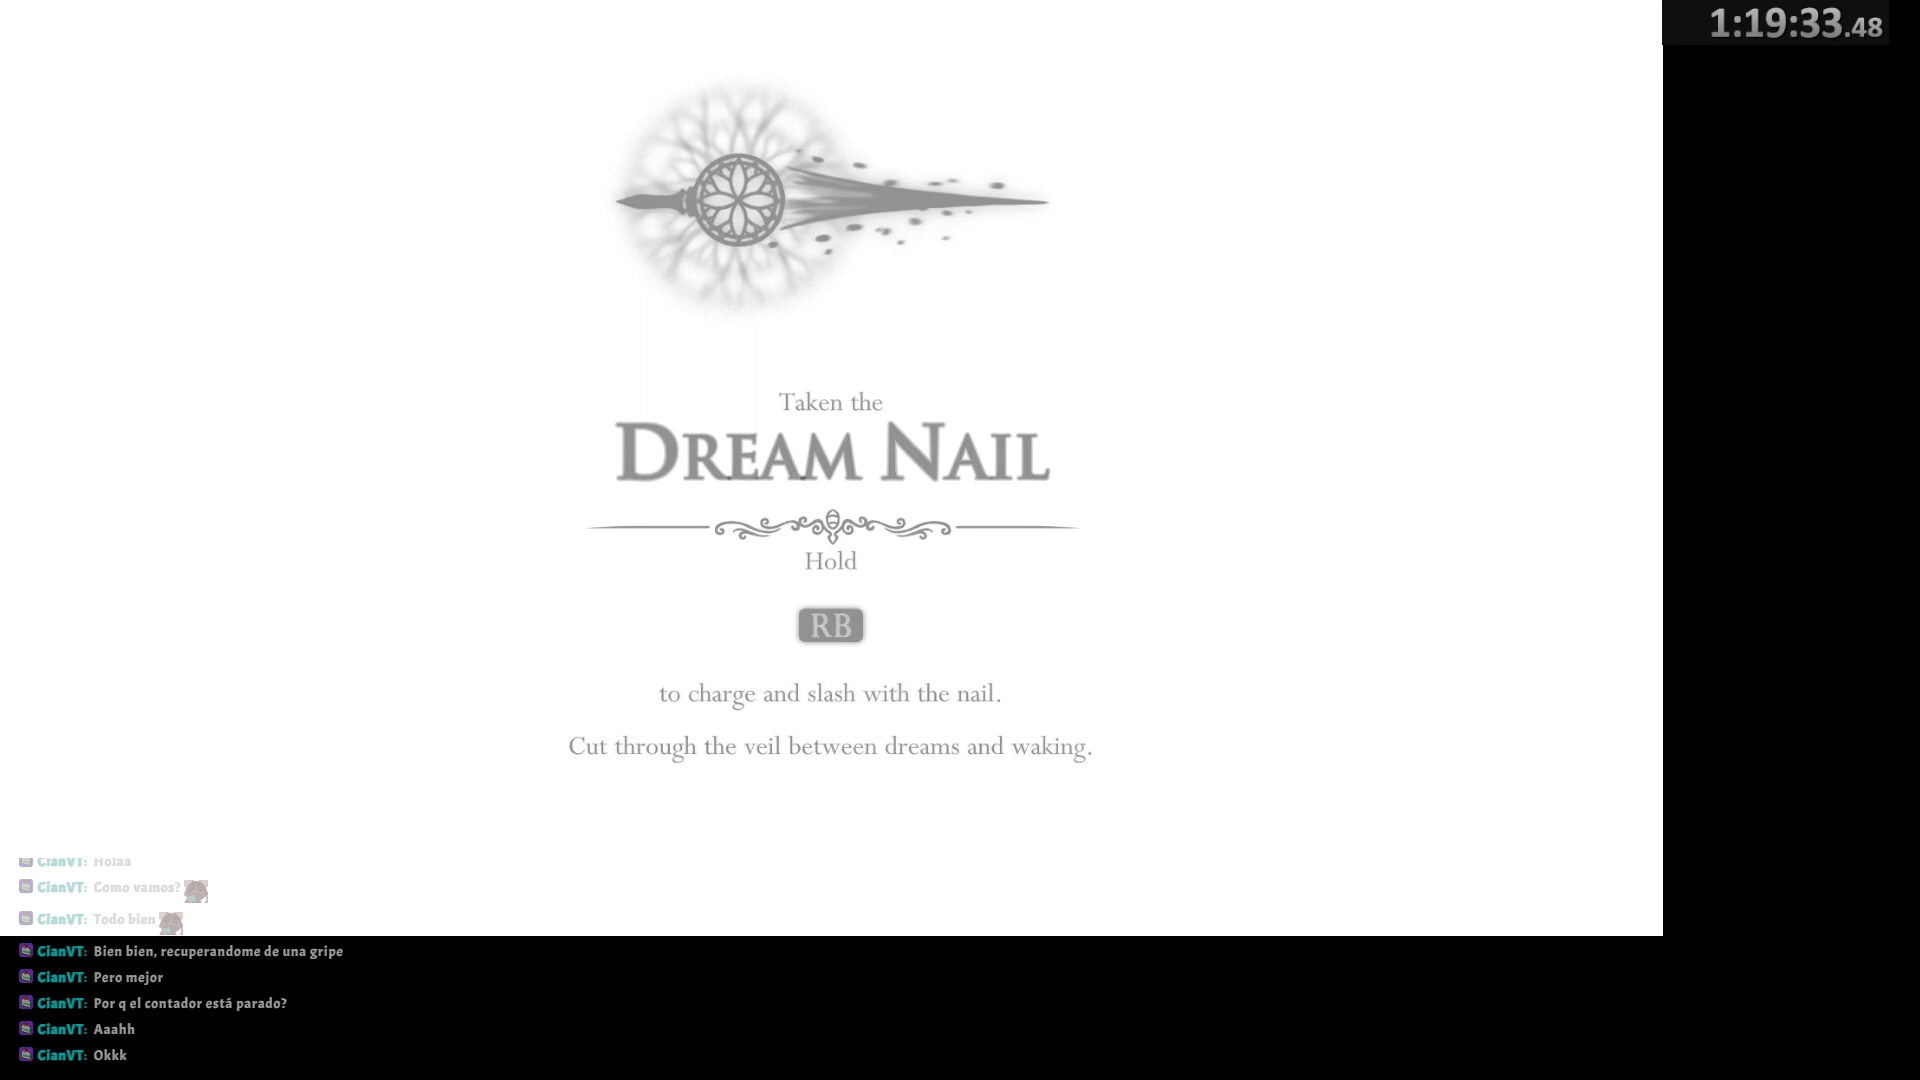 1:19:33.48
Taken the
DREAM NAIL
Hold
RB
to charge and slash with the nail.
Cut through the veil between dreams and waking.
CianVT: Holaa
CianVT: Como vamos?
CianVT: Todo bien
CianVT: Bien bien, recuperandome de una gripe
CianVT: Pero mejor
CianVT: Por q el contador está parado?
CianVT: Aaahh
CianVT: Okkk